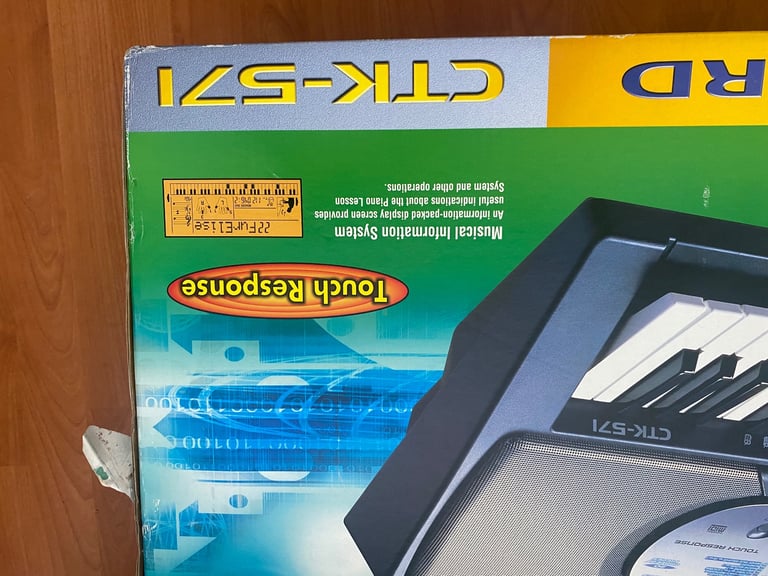 TOUCH RESPONSE
CTK-571
Touch Response
Musical Information System
An information-packed display screen provides
useful indications about the Piano Lesson
System and other operations.
22FurElise
RD
CTK-571